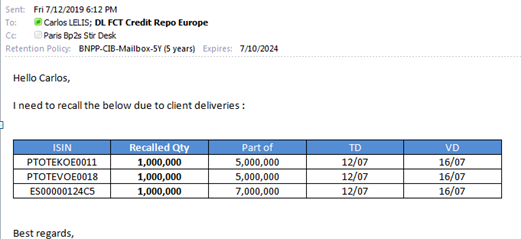 Sent: Fri 7/12/2019 6:12 PM
To: Carlos LELIS; DL FCT Credit Repo Europe
Cc: Paris Bp2s Stir Desk
Retention Policy: BNPP-CIB-Mailbox-5Y (5 years) Expires: 7/10/2024
Hello Carlos,
I need to recall the below due to client deliveries :
ISIN Recalled Qty Part of TD VD
PTOTEKOE0011 1,000,000 5,000,000 12/07 16/07
PTOTEVOE0018 1,000,000 5,000,000 12/07 16/07
ES00000124C5 1,000,000 7,000,000 12/07 16/07
Best regards,